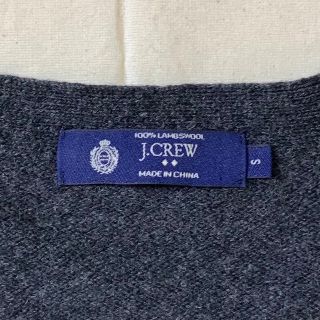 100% LAMBSWOOL
J.CREW
MADE IN CHINA
S